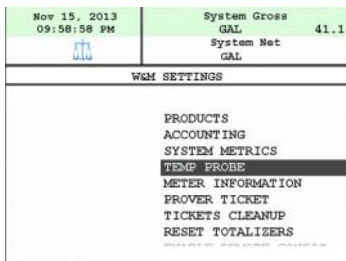 Nov 15, 2013
09:58:58 PM
System Gross
GAL 41.1
System Net
GAL
W&M SETTINGS
PRODUCTS
ACCOUNTING
SYSTEM METRICS
TEMP PROBE
METER INFORMATION
PROVER TICKET
TICKETS CLEANUP
RESET TOTALIZERS